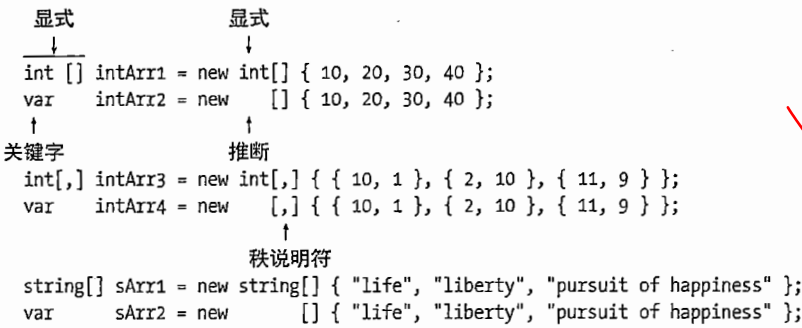 显式 显式
int [] intArr1 = new int[] { 10, 20, 30, 40 };
var intArr2 = new [] { 10, 20, 30, 40 };
关键字 推断
int[,] intArr3 = new int[,] { { 10, 1 }, { 2, 10 }, { 11, 9 } };
var intArr4 = new [,] { { 10, 1 }, { 2, 10 }, { 11, 9 } };
秩说明符
string[] sArr1 = new string[] { "life", "liberty", "pursuit of happiness" };
var sArr2 = new [] { "life", "liberty", "pursuit of happiness" };